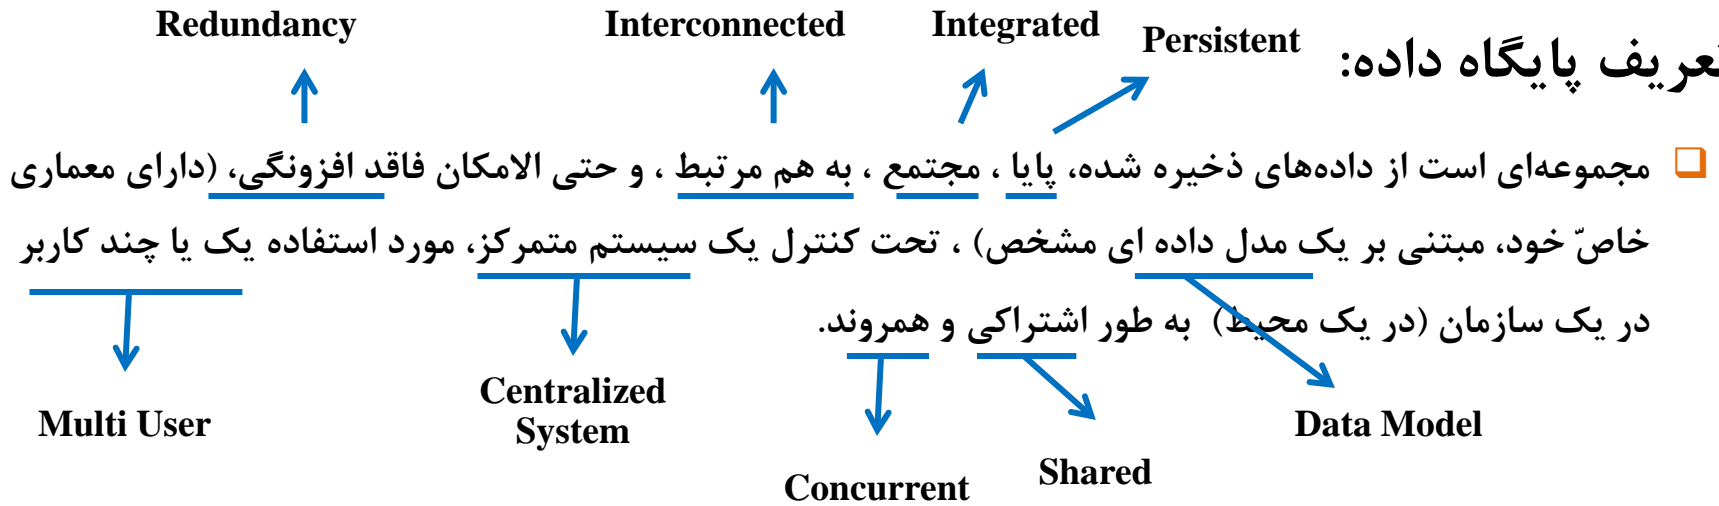 Redundancy Interconnected Integrated Persistent
تعریف پایگاه داده:
مجموعه‌ای است از داده‌های ذخیره شده، پایا ، مجتمع ، به هم مرتبط ، و حتی الامکان فاقد افزونگی، (دارای معماری
خاصّ خود، مبتنی بر یک مدل داده ای مشخص) ، تحت کنترل یک سیستم متمرکز، مورد استفاده یک یا چند کاربر
در یک سازمان (در یک محیط) به طور اشتراکی و همروند.
Multi User
Centralized
System
Concurrent
Shared
Data Model